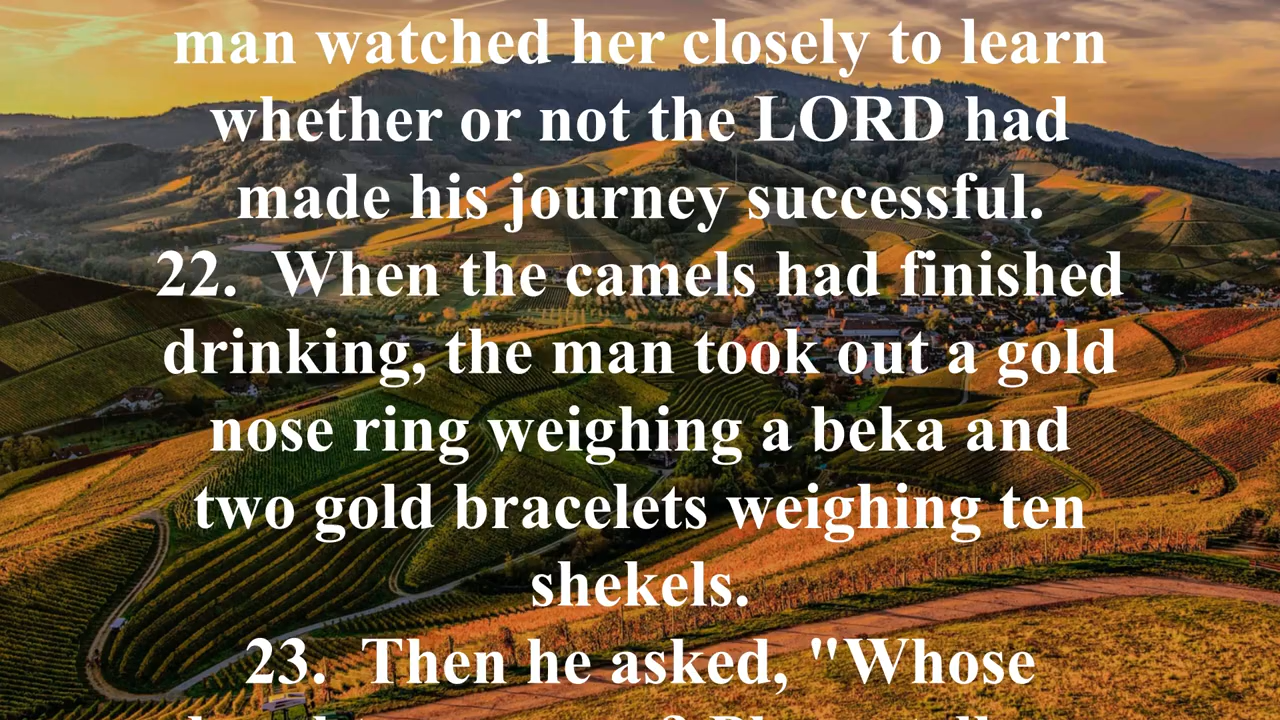 man watched her closely to learn
whether or not the LORD had
made his journey successful.
22.  When the camels had finished
drinking, the man took out a gold
nose ring weighing a beka and
two gold bracelets weighing ten
shekels.
23.  Then he asked, "Whose